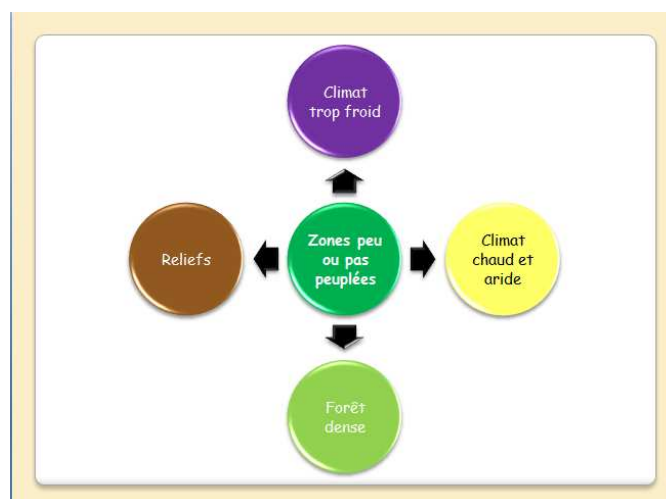 Climat
trop froid
Reliefs
Zones peu
ou pas
peuplées
Climat
chaud et
aride
Forêt
dense